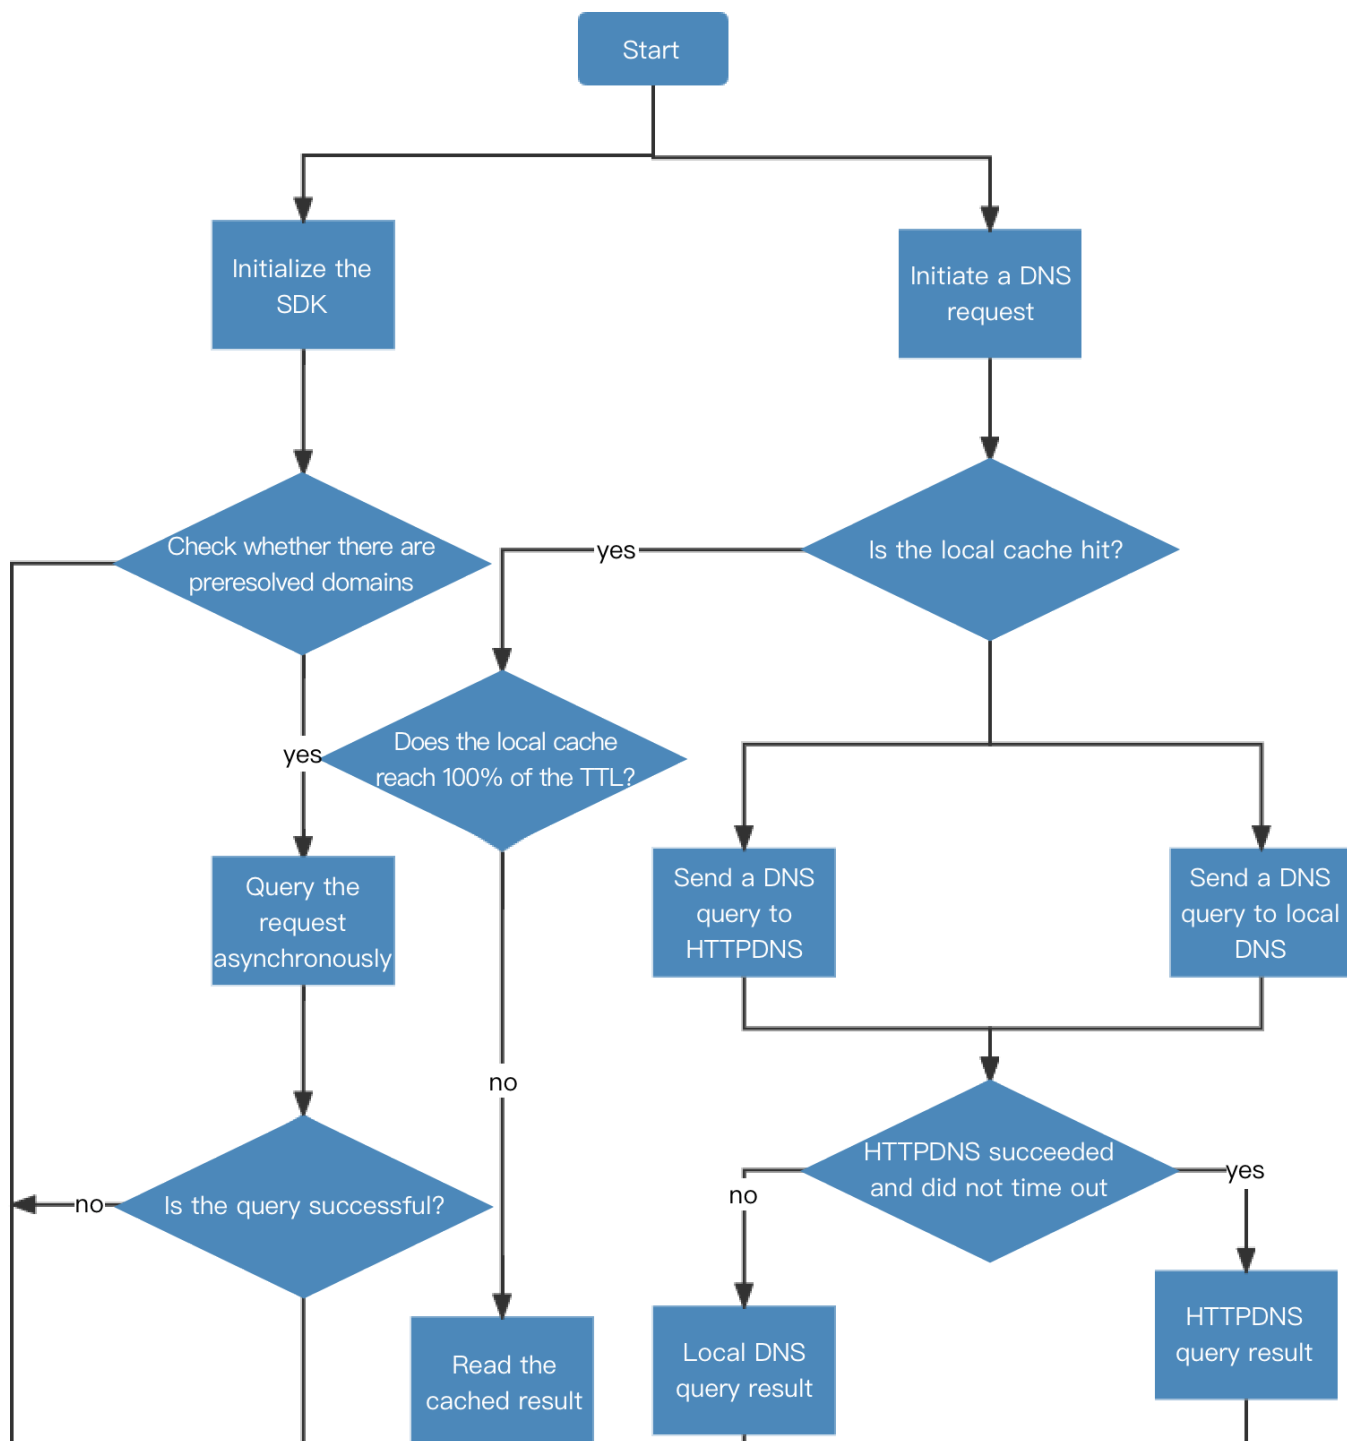 Start
Initialize the
SDK
Initiate a DNS
request
Check whether there are
preresolved domains
yes
Is the local cache hit?
yes
Does the local cache
reach 100% of the TTL?
Query the
request
asynchronously
Send a DNS
query to
HTTPDNS
Send a DNS
query to local
DNS
no
HTTPDNS succeeded
and did not time out
no
yes
no
Is the query successful?
Read the
cached result
Local DNS
query result
HTTPDNS
query result